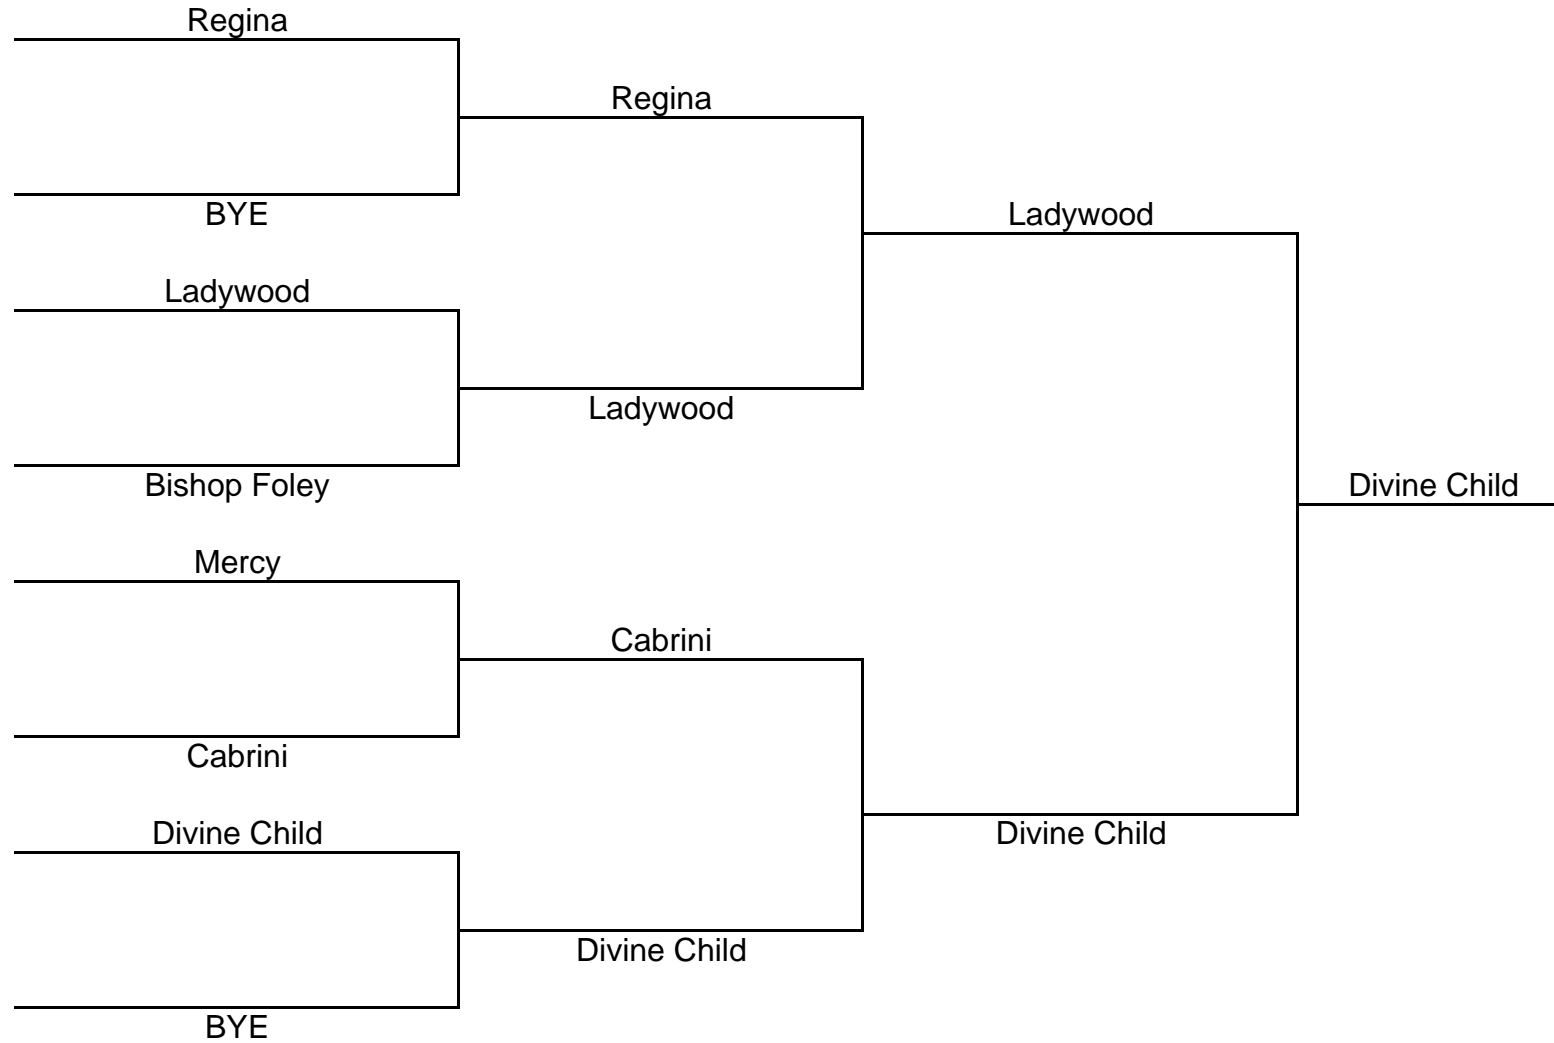 Regina
Regina
BYE
Ladywood
Ladywood
Ladywood
Bishop Foley
Divine Child
Mercy
Cabrini
Cabrini
Divine Child
Divine Child
Divine Child
BYE